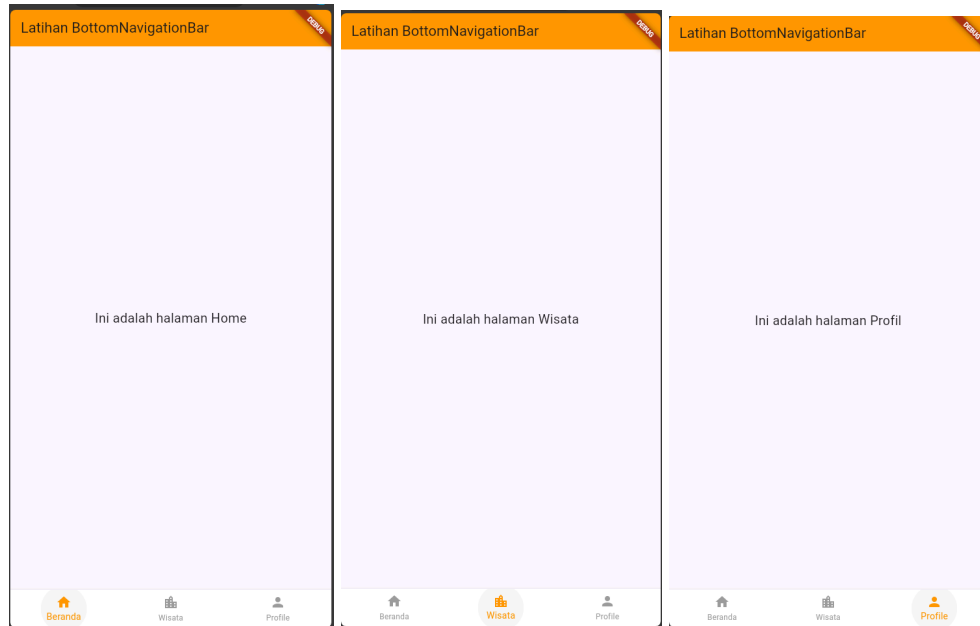 Latihan BottomNavigationBar
DEBUG
Ini adalah halaman Home
Beranda
Wisata
Profile
Latihan BottomNavigationBar
DEBUG
Ini adalah halaman Wisata
Beranda
Wisata
Profile
Latihan BottomNavigationBar
DEBUG
Ini adalah halaman Profil
Beranda
Wisata
Profile